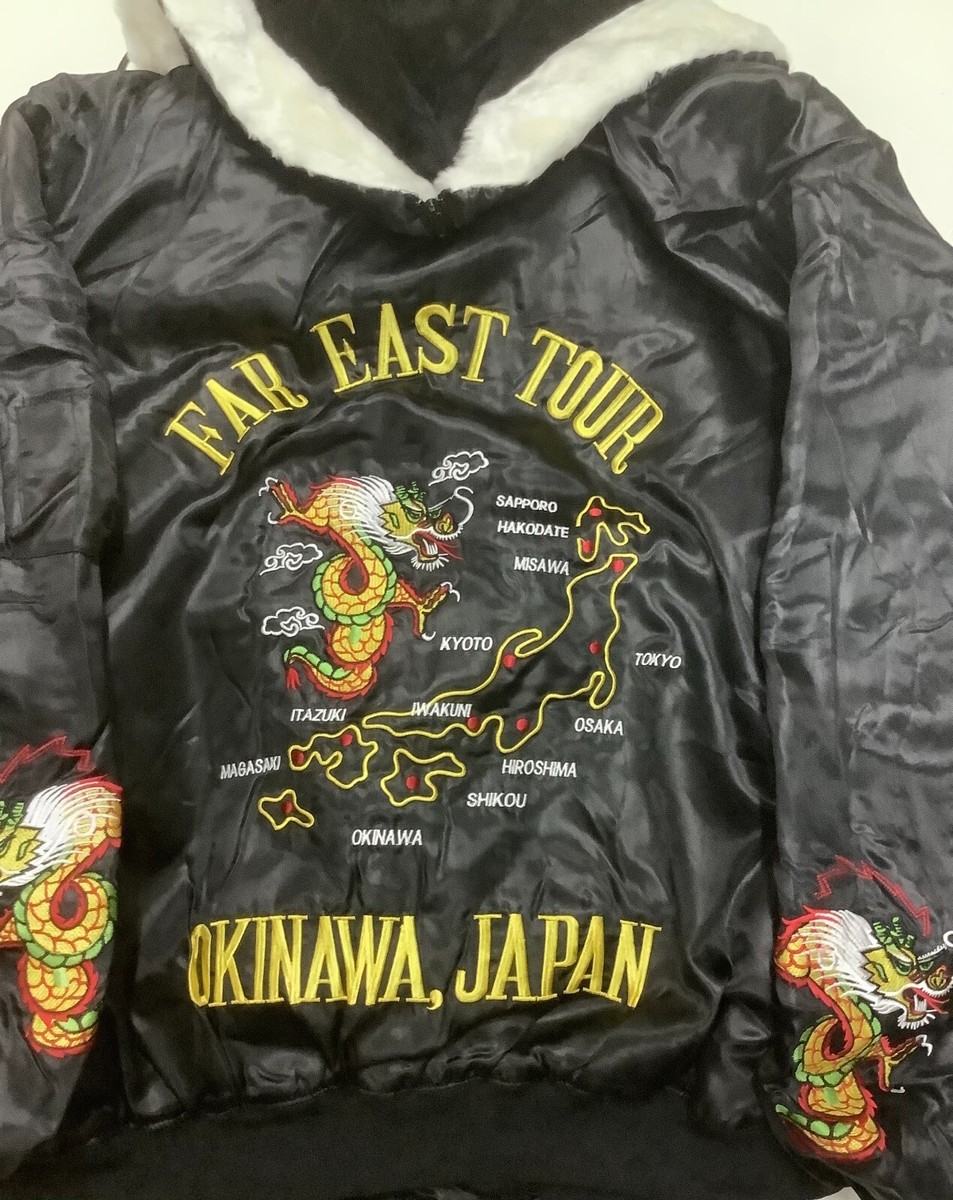 FAR EAST TOUR
SAPPORO
HAKODATE
MISAWA
KYOTO
TOKYO
ITAZUKI
IWAKUNI
OSAKA
MAGASAKI
HIROSHIMA
SHIKOU
OKINAWA
OKINAWA, JAPAN